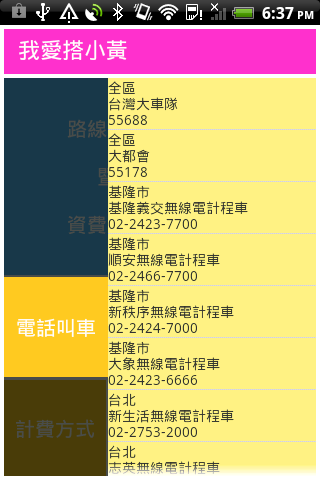 6:37 PM
我愛搭小黃
路線
暨
資費
電話叫車
計費方式
全區
台灣大車隊
55688
全區
大都會
55178
基隆市
基隆義交無線電計程車
02-2423-7700
基隆市
順安無線電計程車
02-2466-7700
基隆市
新秩序無線電計程車
02-2424-7000
基隆市
大象無線電計程車
02-2423-6666
台北
新生活無線電計程車
02-2753-2000
台北
志英無線電計程車